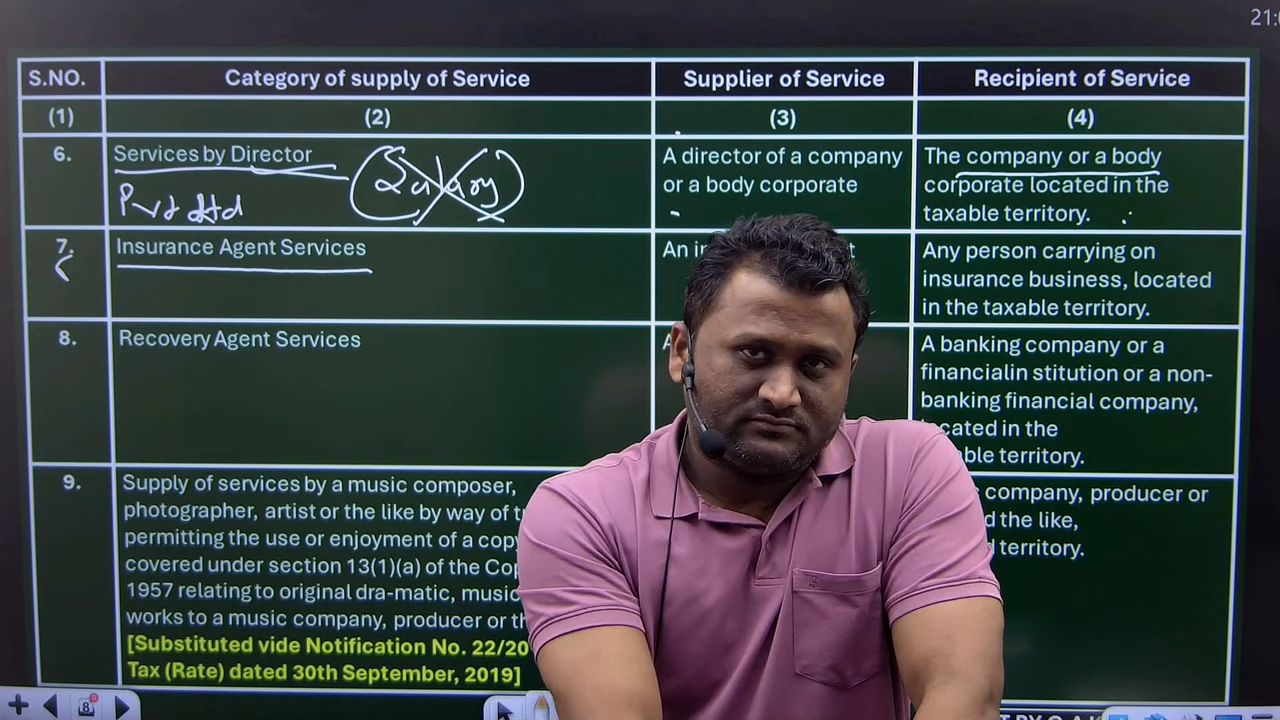 21:
S.NO. Category of supply of Service Supplier of Service Recipient of Service
(1) (2) (3) (4)
6. Services by Director
Pvt Ltd
Salary
A director of a company
or a body corporate
The company or a body
corporate located in the
taxable territory.
7. Insurance Agent Services
An
Any person carrying on
insurance business, located
in the taxable territory.
8. Recovery Agent Services
A
A banking company or a
financialin stitution or a non-
banking financial company,
cated in the
ble territory.
9. Supply of services by a music composer,
photographer, artist or the like by way of
permitting the use or enjoyment of a
covered under section 13(1)(a) of the
1957 relating to original dra-matic,
works to a music company, producer or
[Substituted vide Notification No. 22/20
Tax (Rate) dated 30th September, 2019]
company, producer or
d the like,
territory.
8